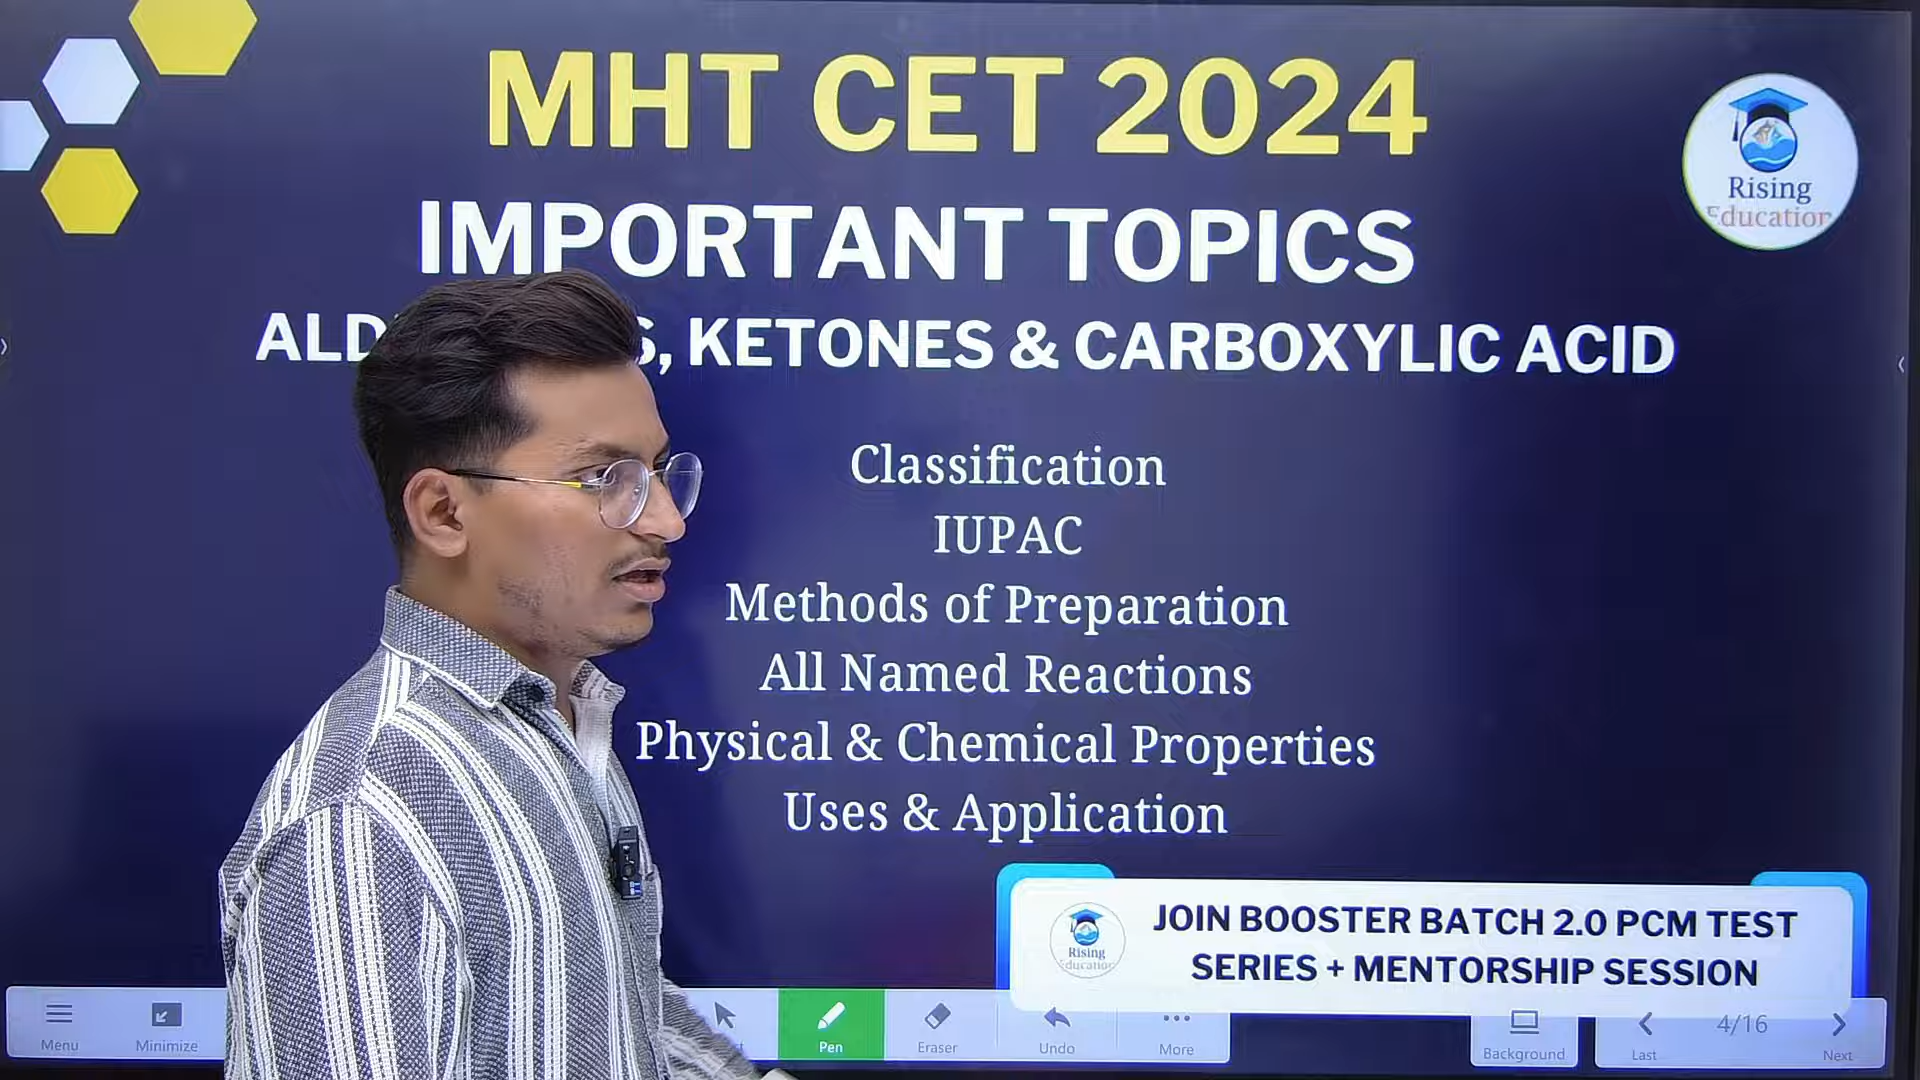 MHT CET 2024
IMPORTANT TOPICS
KETONES & CARBOXYLIC ACID
Classification
IUPAC
Methods of Preparation
All Named Reactions
Physical & Chemical Properties
Uses & Application
Rising
Education
JOIN BOOSTER BATCH 2.0 PCM TEST
SERIES + MENTORSHIP SESSION
Rising
Education
Menu
Minimize
Pen
Eraser
Undo
More
Background
Last
4/16
Next